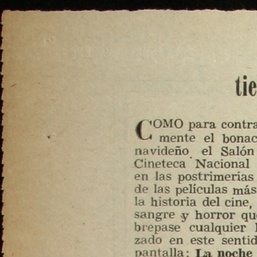 tie
COMO para contra
mente el bonac
navideño el Salón
Cineteca Nacional
en las postrimerías
de las películas más
la historia del cine,
sangre y horror qu
brepase cualquier
zado en este sentid
pantalla: La noche